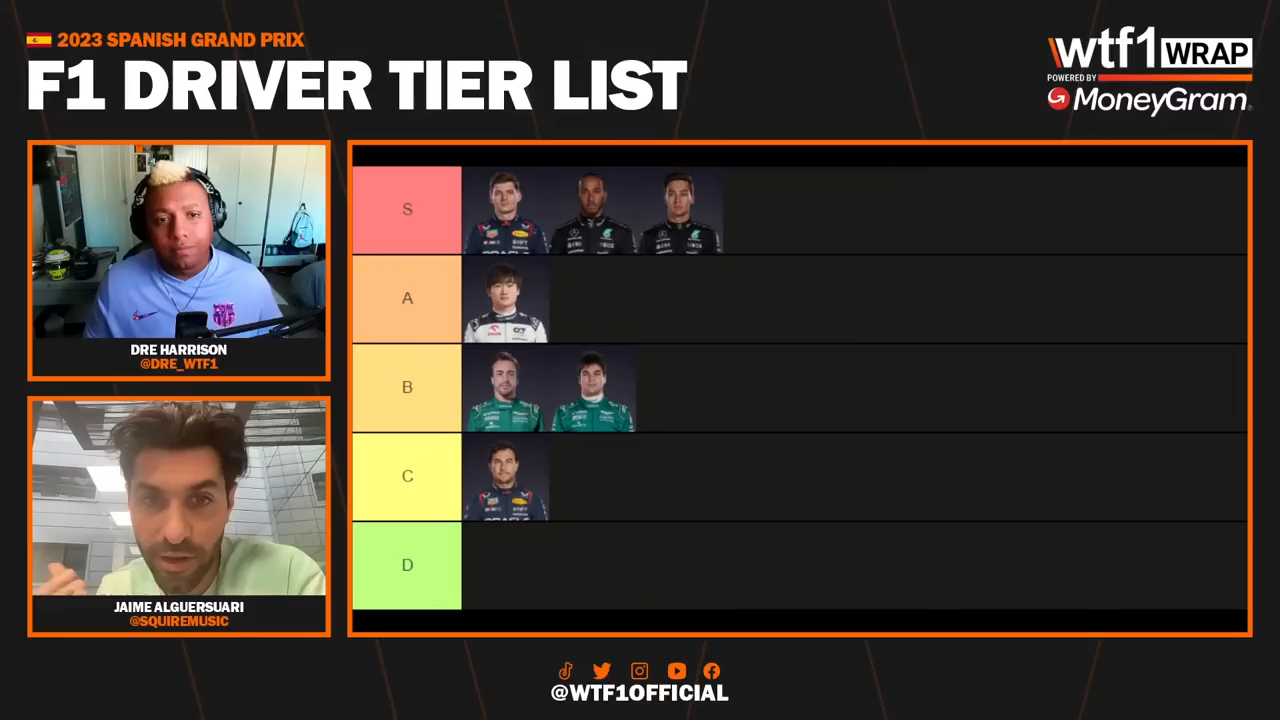 2023 SPANISH GRAND PRIX
F1 DRIVER TIER LIST
wtf1 WRAP
POWERED BY
MoneyGram
DRE HARRISON
@DRE_WTF1
JAIME ALGUERSUARI
@SQUIREMUSIC
S
A
B
C
D
@WTF1OFFICIAL